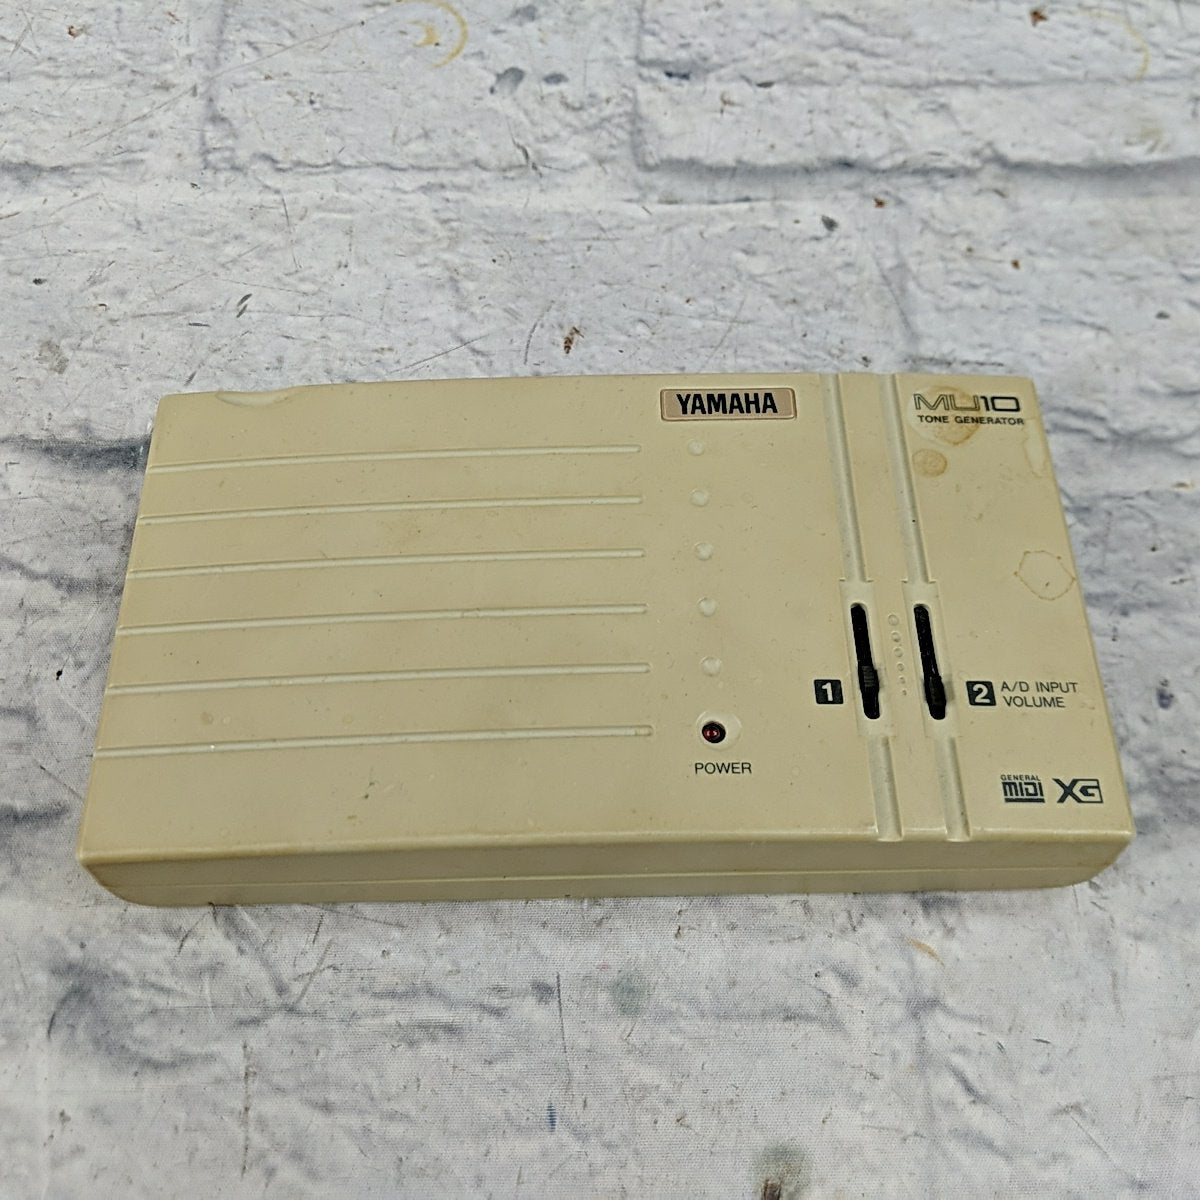 YAMAHA
MU10
TONE GENERATOR
1
2 A/D INPUT
VOLUME
POWER
GENERAL
MIDI XG